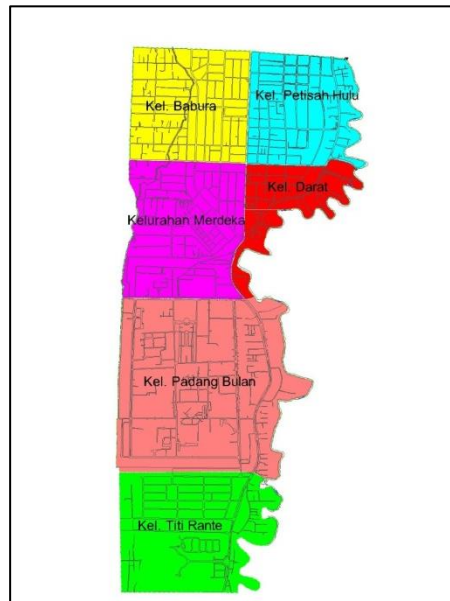 Kel. Babura
Kel. Petisah Hulu
Kel. Darat
Kelurahan Merdeka
Kel. Padang Bulan
Kel. Titi Rante